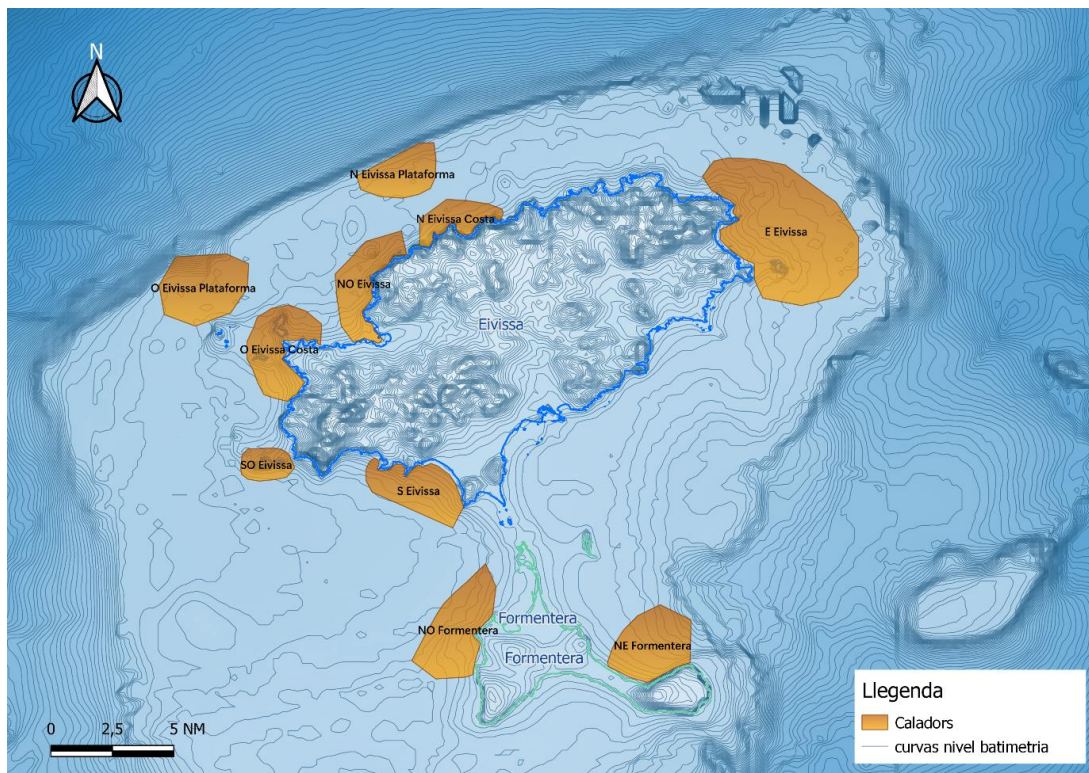 N
N Eivissa Plataforma
N Eivissa Costa
E Eivissa
O Eivissa Plataforma
NO Eivissa
Eivissa
O Eivissa Costa
SO Eivissa
S Eivissa
Formentera
NO Formentera
NE Formentera
Formentera
Llegenda
Caladors
curvas nivel batimetria
0 2,5 5 NM